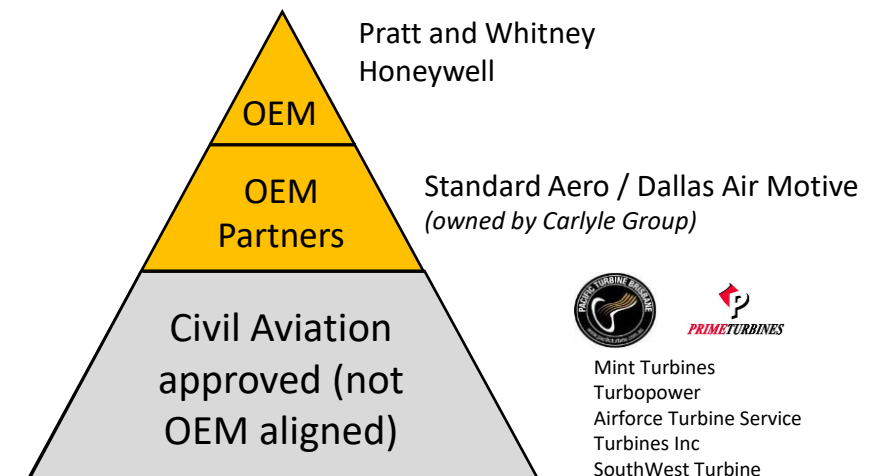 Pratt and Whitney
Honeywell
OEM
OEM
Partners
Standard Aero / Dallas Air Motive
(owned by Carlyle Group)
Civil Aviation
approved (not
OEM aligned)
PACIFIC TURBINE BRISBANE
PRIMETURBINES
Mint Turbines
Turbopower
Airforce Turbine Service
Turbines Inc
SouthWest Turbine